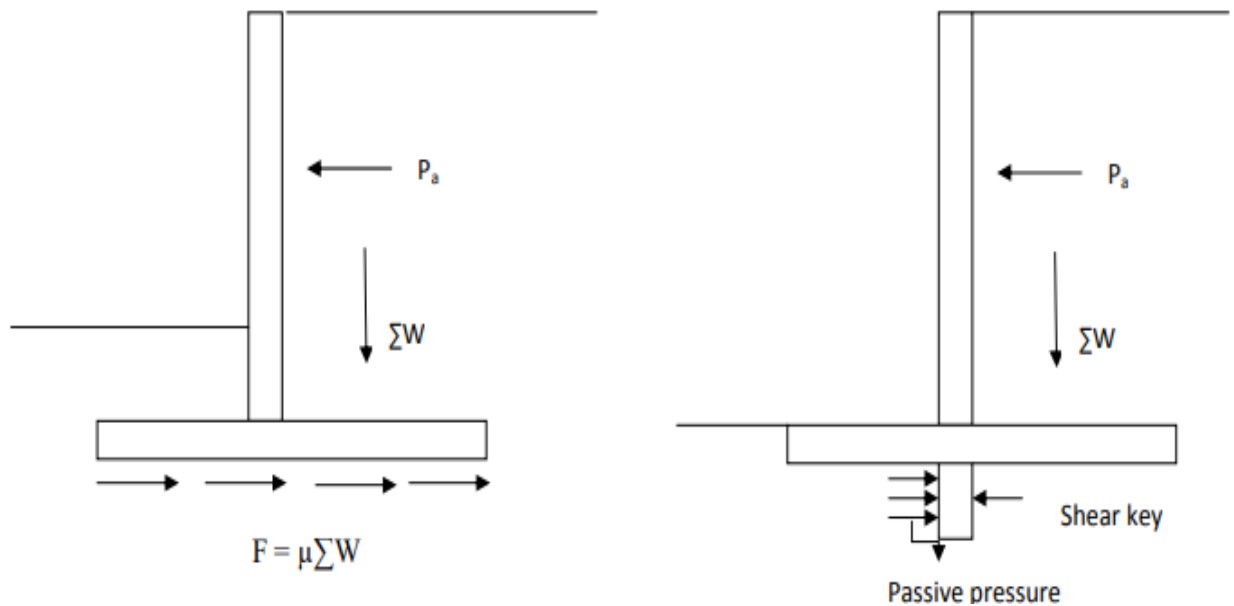 Pₐ
∑W
F = μ∑W
Pₐ
∑W
Shear key
Passive pressure